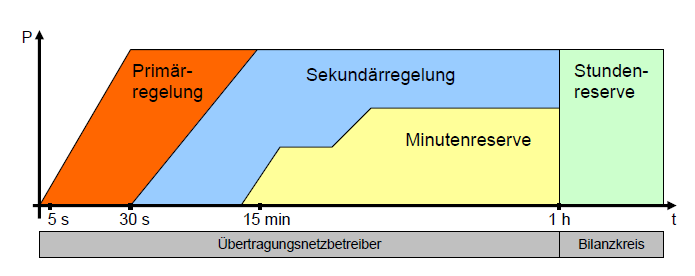 P
Primär-
regelung
Sekundärregelung
Stunden-
reserve
Minutenreserve
5 s
30 s
15 min
1 h
t
Übertragungsnetzbetreiber
Bilanzkreis